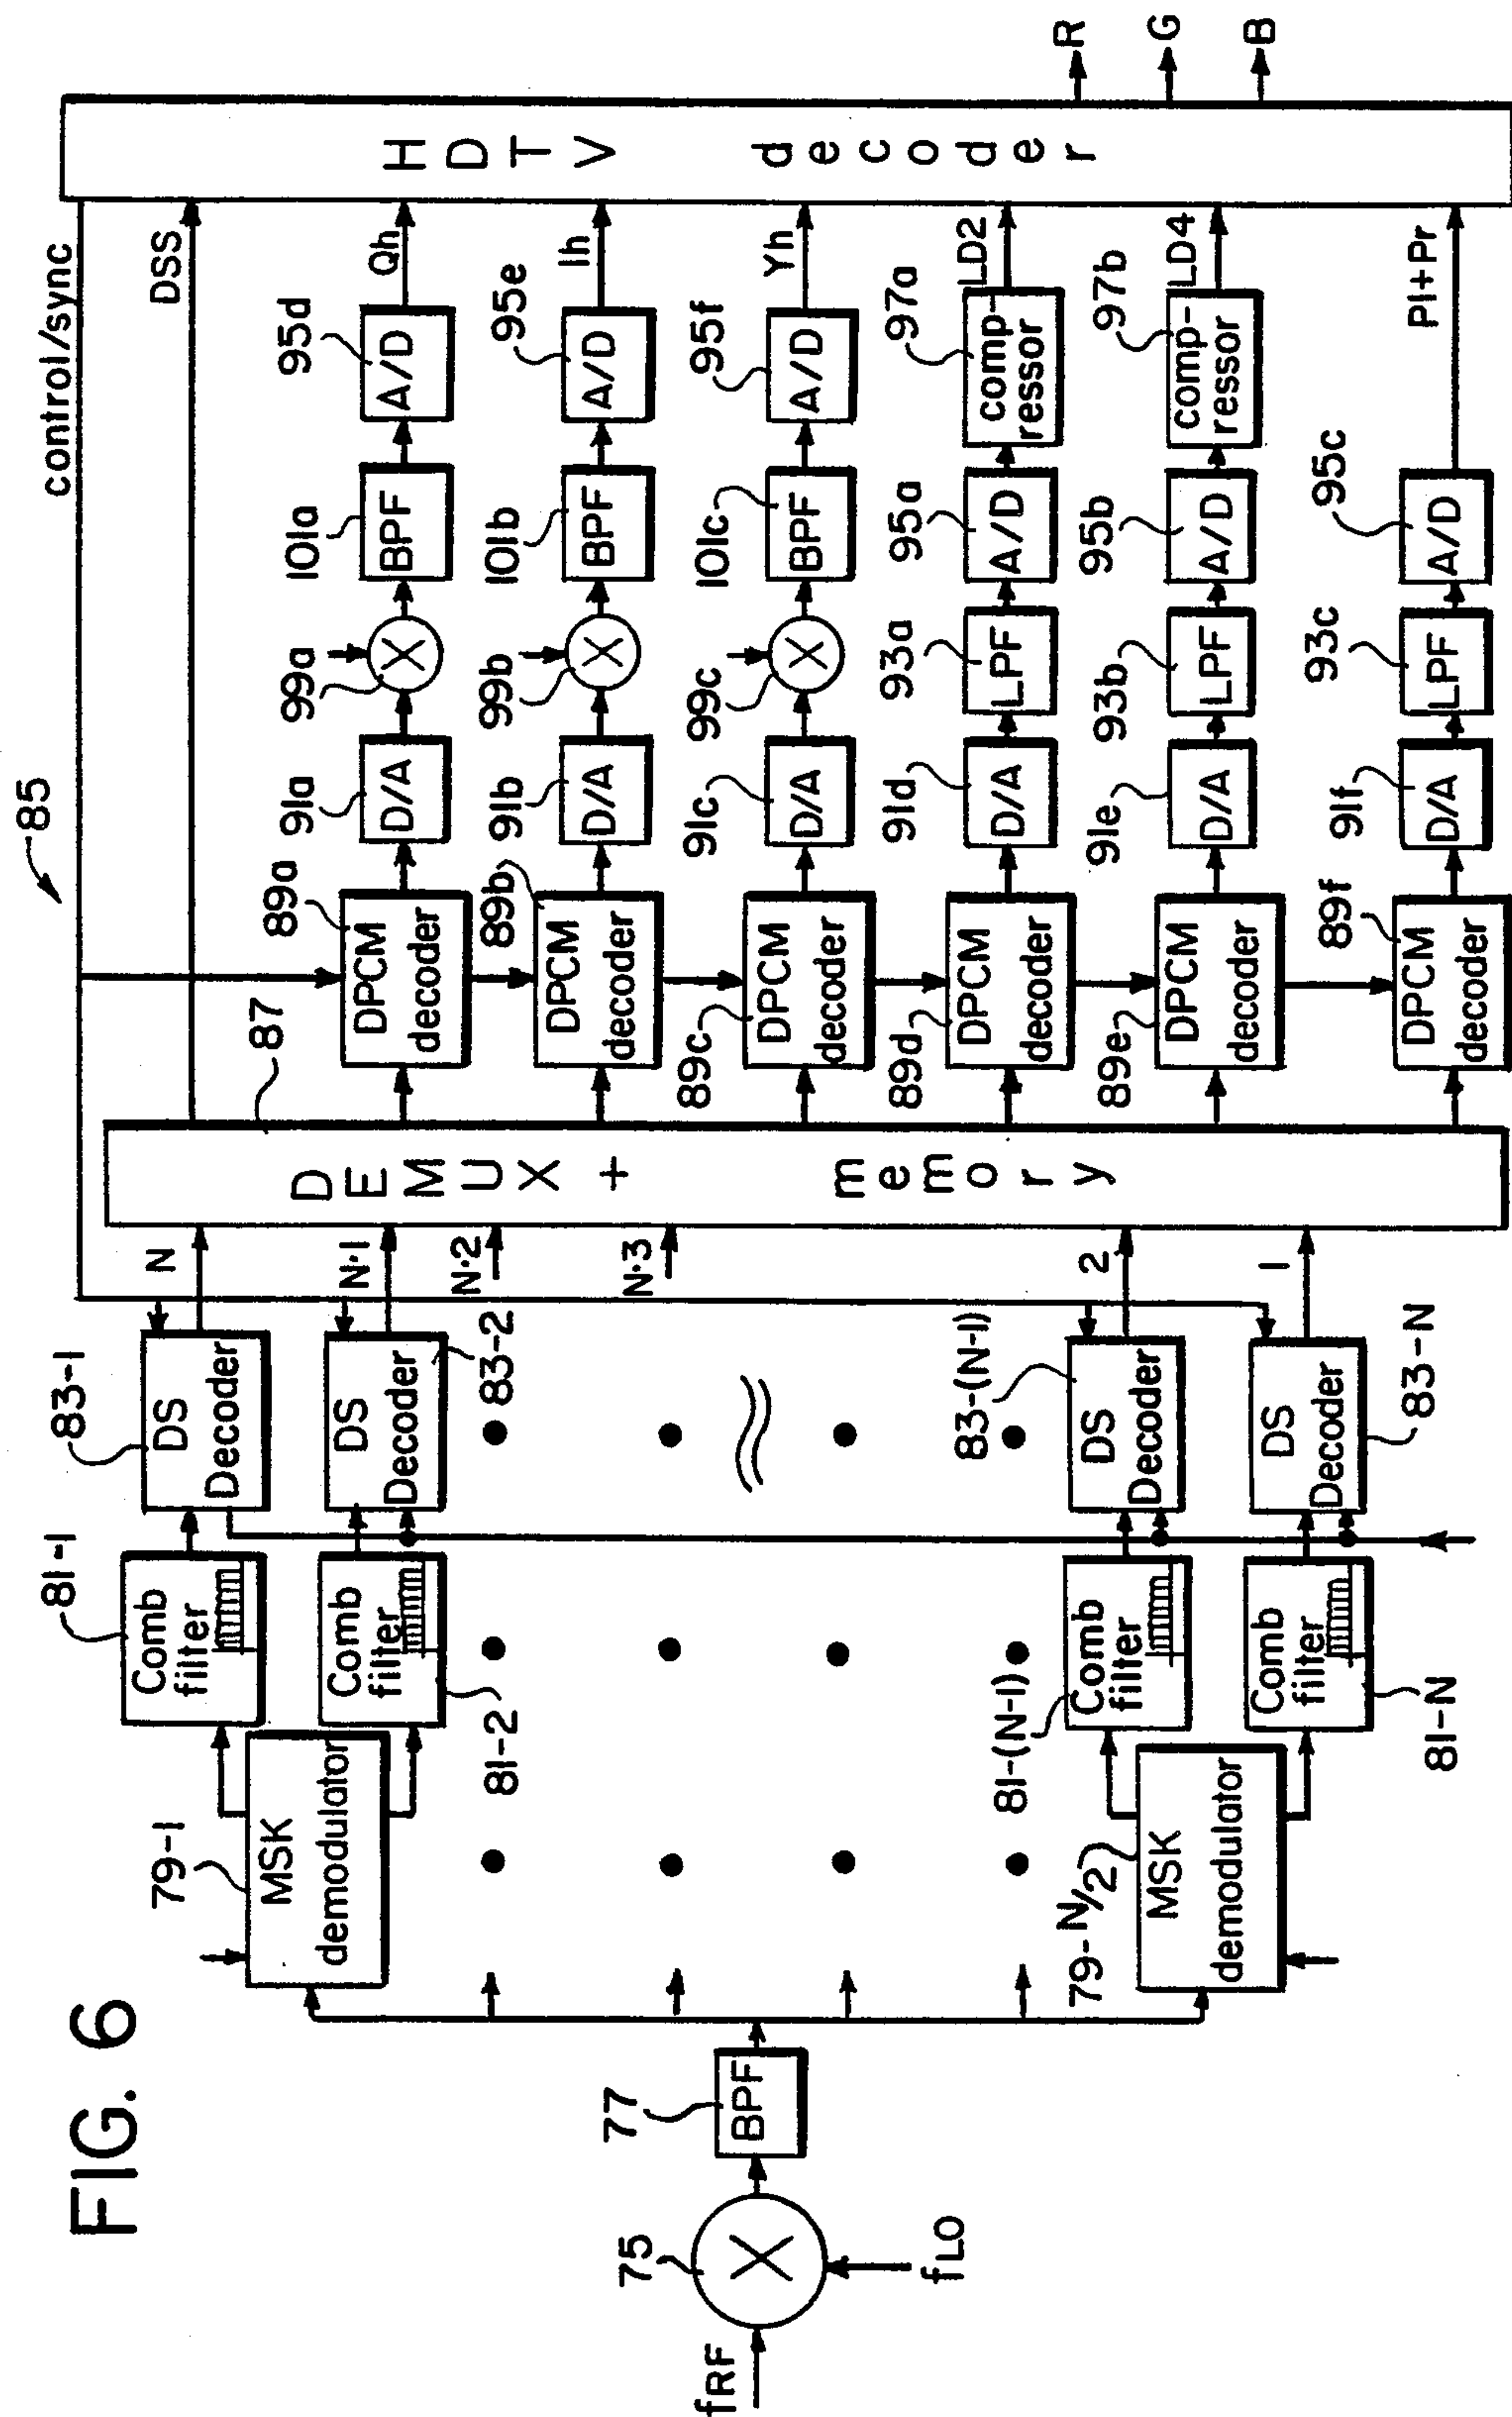 FIG. 6
85
fRF
75
fLO
77
BPF
79-1
MSK
demodulator
79-N/2
MSK
demodulator
81-1
Comb
filter
Comb
filter
81-2
81-(N-1)
Comb
filter
Comb
filter
81-N
83-1
DS
Decoder
DS
Decoder
83-2
83-(N-1)
DS
Decoder
DS
Decoder
83-N
N
N·1
N·2
N·3
2
1
87
DEMUX + memory
control/sync
DSS
89a
DPCM
decoder
91a
D/A
99a
X
101a
BPF
95d
A/D
Qh
89b
DPCM
decoder
91b
D/A
99b
X
101b
BPF
95e
A/D
Ih
89c
DPCM
decoder
91c
D/A
99c
X
101c
BPF
95f
A/D
Yh
89d
DPCM
decoder
91d
D/A
93a
LPF
95a
A/D
97a
comp-
ressor
LD2
89e
DPCM
decoder
91e
D/A
93b
LPF
95b
A/D
97b
comp-
ressor
LD4
89f
DPCM
decoder
91f
D/A
93c
LPF
95c
A/D
Pl+Pr
HDTV decoder
R
G
B